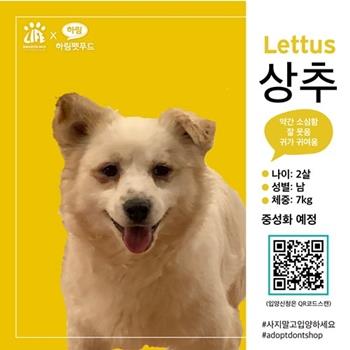 LIFE
하림
하림펫푸드
Lettus
상추
약간 소심함
잘 웃음
귀가 귀여움
나이: 2살
성별: 남
체중: 7kg
중성화 예정
(입양신청은 QR코드스캔)
#사지말고입양하세요
#adoptdontshop